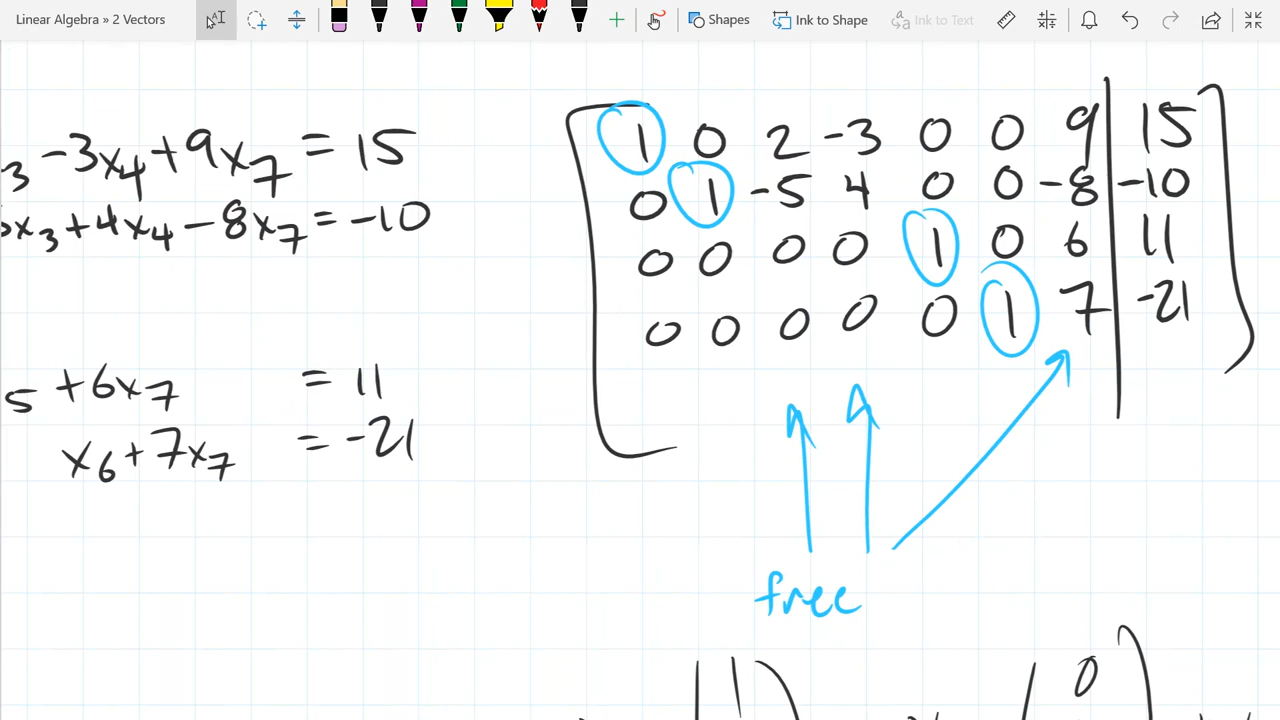 Linear Algebra » 2 Vectors
Shapes
Ink to Shape
Ink to Text
3 -3x4 + 9x7 = 15
x3 + 4x4 - 8x7 = -10
5 + 6x7 = 11
x6 + 7x7 = -21
1 0 2 -3 0 0 9 | 15
0 1 -5 4 0 0 -8 | -10
0 0 0 0 1 0 6 | 11
0 0 0 0 0 1 7 | -21
free
1 0